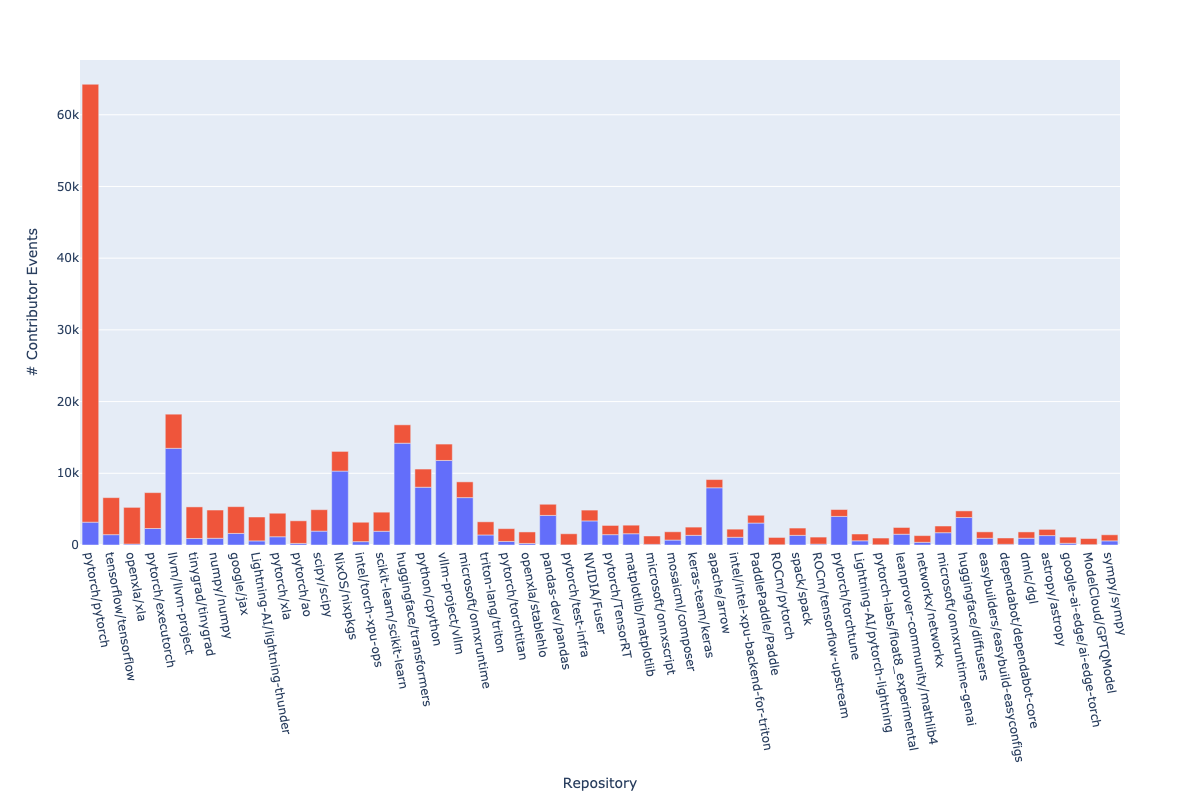 60k
50k
40k
30k
20k
10k
0
# Contributor Events
pytorch/pytorch
tensorflow/tensorflow
openxla/xla
pytorch/executorch
llvm/llvm-project
tinygrad/tinygrad
numpy/numpy
google/jax
Lightning-AI/lightning-thunder
pytorch/xla
pytorch/ao
scipy/scipy
NixOS/nixpkgs
intel/torch-xpu-ops
scikit-learn/scikit-learn
huggingface/transformers
python/cpython
vllm-project/vllm
microsoft/onnxruntime
triton-lang/triton
pytorch/torchtitan
openxla/stablehlo
pandas-dev/pandas
pytorch/test-infra
NVIDIA/Fuser
pytorch/TensorRT
matplotlib/matplotlib
microsoft/onnxscript
mosaicml/composer
keras-team/keras
apache/arrow
intel/intel-xpu-backend-for-triton
PaddlePaddle/Paddle
ROCm/pytorch
spack/spack
ROCm/tensorflow-upstream
pytorch/torchtune
Lightning-AI/pytorch-lightning
pytorch-labs/float8_experimental
leanprover-community/mathlib4
networkx/networkx
microsoft/onnxruntime-genai
huggingface/diffusers
easybuilders/easybuild-easyconfigs
dependabot/dependabot-core
dmlc/dgl
astropy/astropy
google-ai-edge/ai-edge-torch
ModelCloud/GPTQModel
sympy/sympy
Repository